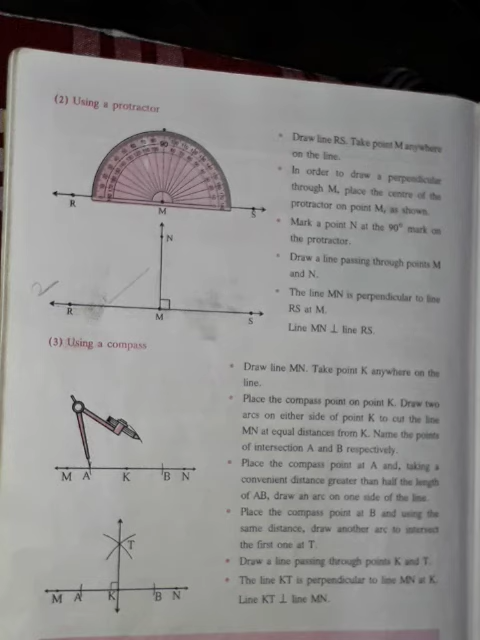 (2) Using a protractor
90
R
M
S
N
R
M
S
• Draw line RS. Take point M anywhere
on the line.
• In order to draw a perpendicular
through M, place the centre of the
protractor on point M, as shown.
• Mark a point N at the 90° mark on
the protractor.
• Draw a line passing through points M
and N.
• The line MN is perpendicular to line
RS at M.
Line MN ⊥ line RS.
(3) Using a compass
M A K B N
T
M A K B N
• Draw line MN. Take point K anywhere on the
line.
• Place the compass point on point K. Draw two
arcs on either side of point K to cut the line
MN at equal distances from K. Name the points
of intersection A and B respectively.
• Place the compass point at A and, taking a
convenient distance greater than half the length
of AB, draw an arc on one side of the line.
• Place the compass point at B and using the
same distance, draw another arc to intersect
the first one at T.
• Draw a line passing through points K and T.
• The line KT is perpendicular to line MN at K.
Line KT ⊥ line MN.